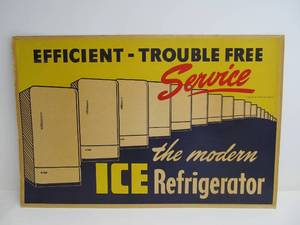 EFFICIENT - TROUBLE FREE
Service
the modern
ICE Refrigerator